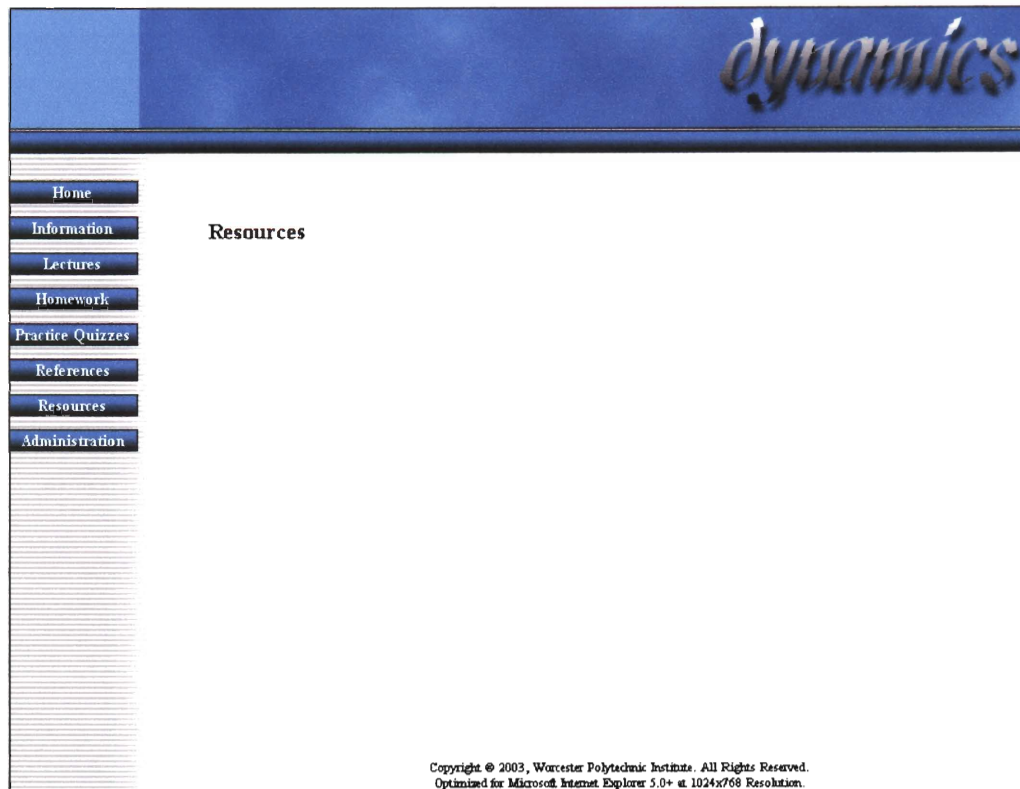 dynamics
Home
Information
Lectures
Homework
Practice Quizzes
References
Resources
Administration
Resources
Copyright © 2003, Worcester Polytechnic Institute. All Rights Reserved.
Optimized for Microsoft Internet Explorer 5.0+ at 1024x768 Resolution.